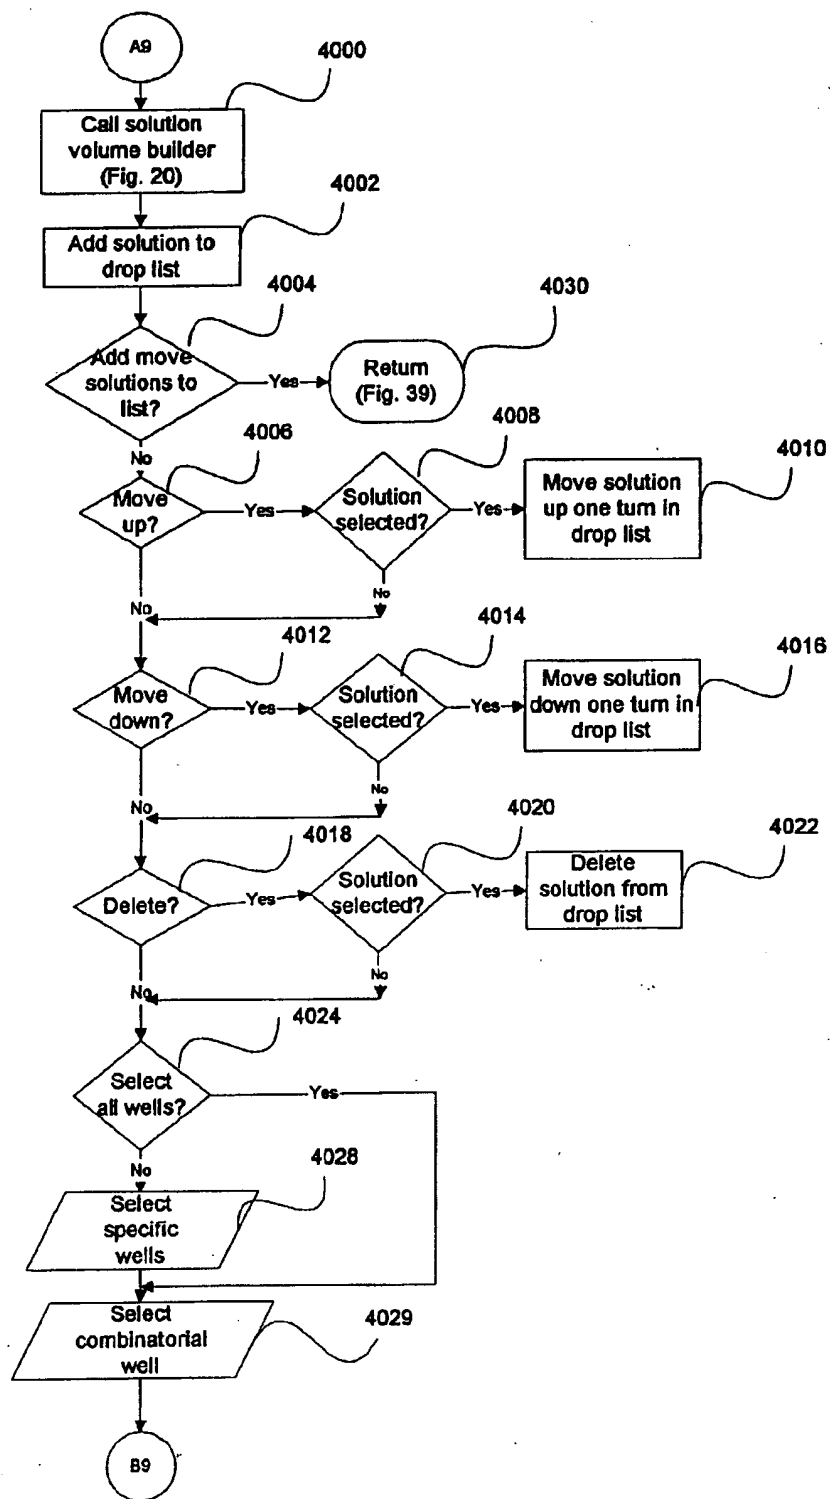 A9
4000
Call solution
volume builder
(Fig. 20)
4002
Add solution to
drop list
4004
4030
Add move
solutions to
list?
Yes
Return
(Fig. 39)
No
4006
4008
4010
Move
up?
Yes
Solution
selected?
Yes
Move solution
up one turn in
drop list
No
No
4012
4014
4016
Move
down?
Yes
Solution
selected?
Yes
Move solution
down one turn in
drop list
No
No
4018
4020
4022
Delete?
Yes
Solution
selected?
Yes
Delete
solution from
drop list
No
No
4024
Select
all wells?
Yes
No
4028
Select
specific
wells
Select
combinatorial
well
4029
B9